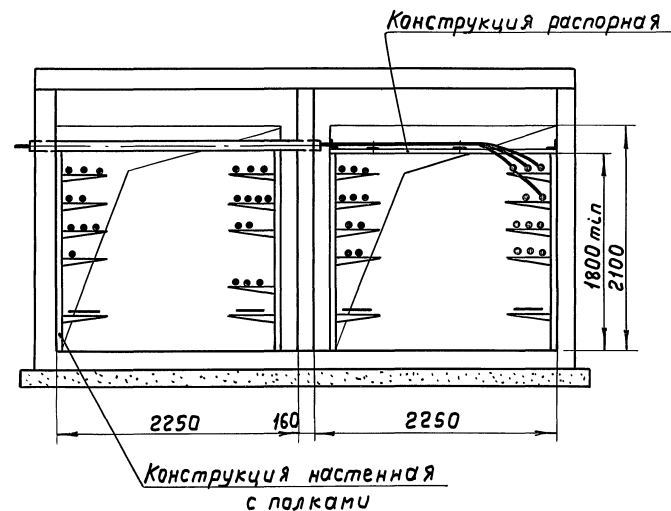 Конструкция распорная
1800 min
2100
2250
160
2250
Конструкция настенная
с полками